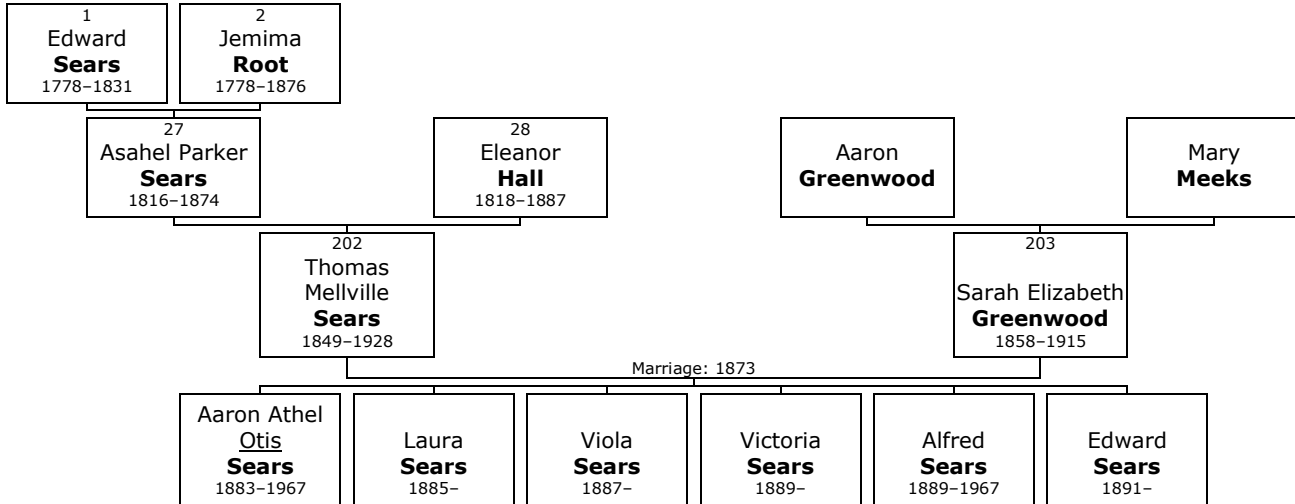 1
Edward
Sears
1778–1831
2
Jemima
Root
1778–1876
27
Asahel Parker
Sears
1816–1874
28
Eleanor
Hall
1818–1887
Aaron
Greenwood
Mary
Meeks
202
Thomas
Mellville
Sears
1849–1928
203
Sarah Elizabeth
Greenwood
1858–1915
Marriage: 1873
Aaron Athel
Otis
Sears
1883–1967
Laura
Sears
1885–
Viola
Sears
1887–
Victoria
Sears
1889–
Alfred
Sears
1889–1967
Edward
Sears
1891–